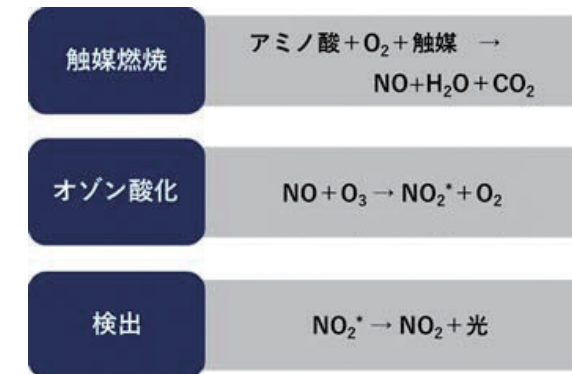 触媒燃焼
アミノ酸+O₂+触媒 →
NO+H₂O+CO₂
オゾン酸化
NO+O₃→NO₂*+O₂
検出
NO₂*→NO₂+光